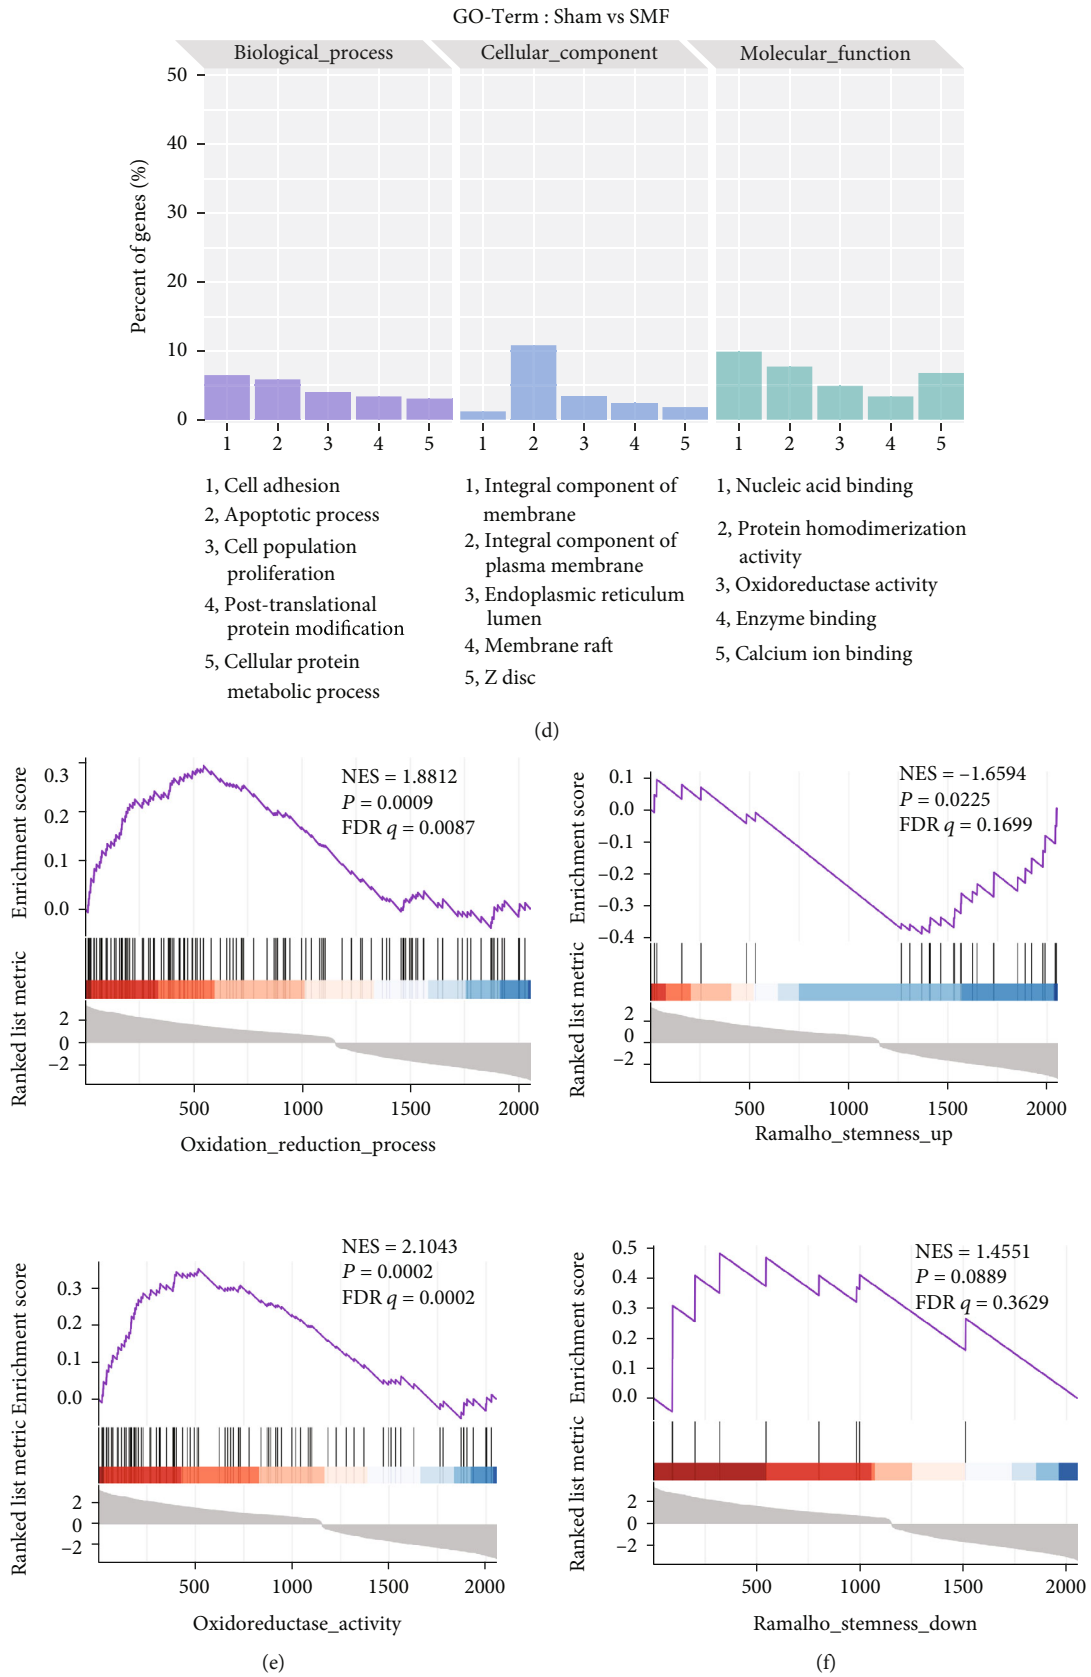 GO-Term : Sham vs SMF
Biological_process
Cellular_component
Molecular_function
Percent of genes (%)
50
40
30
20
10
0
1 2 3 4 5
1 2 3 4 5
1 2 3 4 5
1, Cell adhesion
2, Apoptotic process
3, Cell population
proliferation
4, Post-translational
protein modification
5, Cellular protein
metabolic process
1, Integral component of
membrane
2, Integral component of
plasma membrane
3, Endoplasmic reticulum
lumen
4, Membrane raft
5, Z disc
1, Nucleic acid binding
2, Protein homodimerization
activity
3, Oxidoreductase activity
4, Enzyme binding
5, Calcium ion binding
(d)
Enrichment score
0.3
0.2
0.1
0.0
NES = 1.8812
P = 0.0009
FDR q = 0.0087
Ranked list metric
2
0
−2
500 1000 1500 2000
Oxidation_reduction_process
Enrichment score
0.1
0.0
−0.1
−0.2
−0.3
−0.4
NES = −1.6594
P = 0.0225
FDR q = 0.1699
Ranked list metric
2
0
−2
500 1000 1500 2000
Ramalho_stemness_up
Enrichment score
0.3
0.2
0.1
0.0
NES = 2.1043
P = 0.0002
FDR q = 0.0002
Ranked list metric
2
0
−2
500 1000 1500 2000
Oxidoreductase_activity
(e)
Enrichment score
0.5
0.4
0.3
0.2
0.1
0.0
NES = 1.4551
P = 0.0889
FDR q = 0.3629
Ranked list metric
2
0
−2
500 1000 1500 2000
Ramalho_stemness_down
(f)